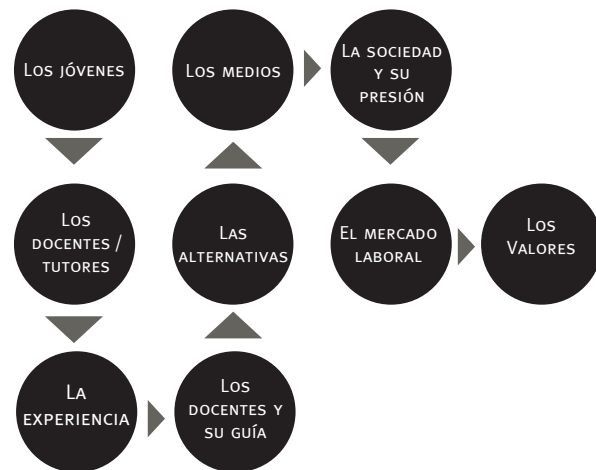 Los jóvenes
Los
docentes /
tutores
La
experiencia
Los
docentes y
su guía
Las
alternativas
Los medios
La sociedad
y su
presión
El mercado
laboral
Los
Valores